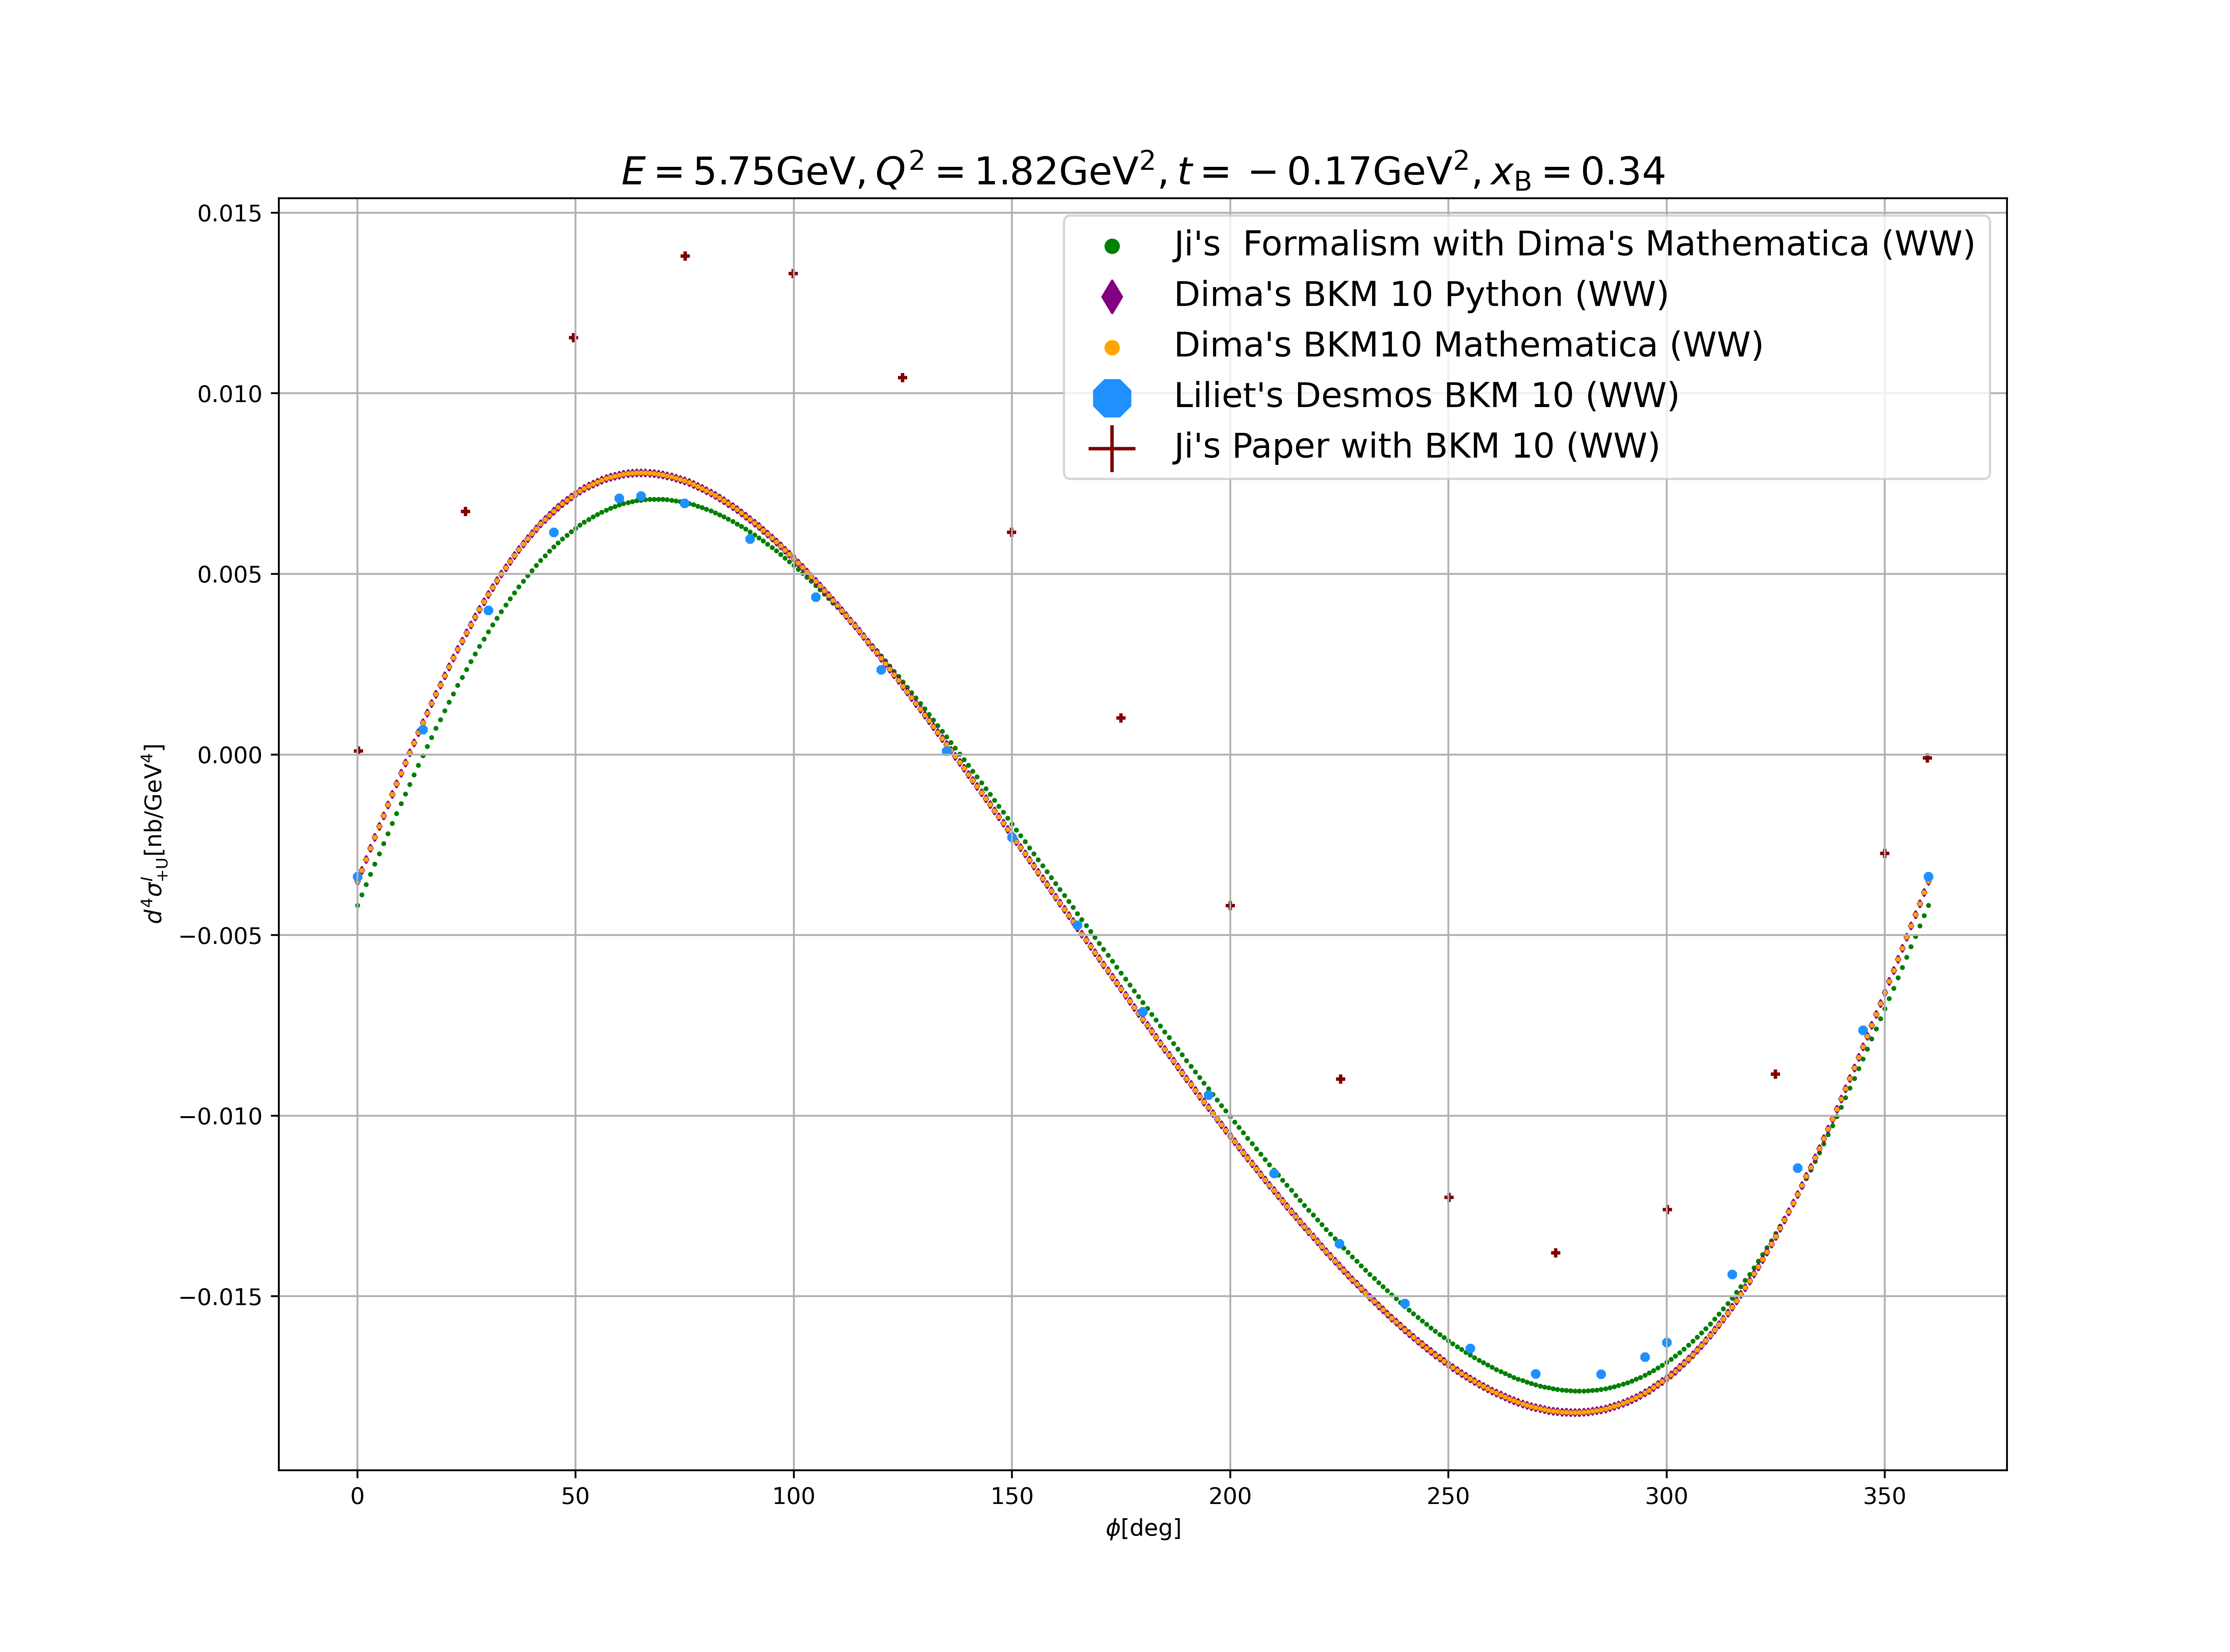 E = 5.75GeV, Q² = 1.82GeV², t = −0.17GeV², x_B = 0.34
Ji's  Formalism with Dima's Mathematica (WW)
Dima's BKM 10 Python (WW)
Dima's BKM10 Mathematica (WW)
Liliet's Desmos BKM 10 (WW)
Ji's Paper with BKM 10 (WW)
0.015
0.010
0.005
0.000
−0.005
−0.010
−0.015
d⁴σ^I_{+U}[nb/GeV⁴]
0 50 100 150 200 250 300 350
ϕ[deg]